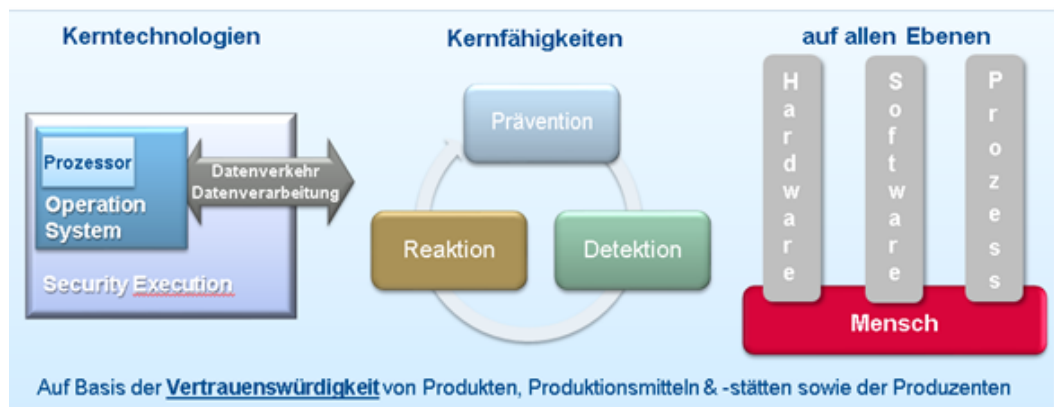 Kerntechnologien
Prozessor
Operation
System
Security Execution
Datenverkehr
Datenverarbeitung
Kernfähigkeiten
Prävention
Reaktion
Detektion
auf allen Ebenen
Hardware
Software
Prozess
Mensch
Auf Basis der Vertrauenswürdigkeit von Produkten, Produktionsmitteln & -stätten sowie der Produzenten